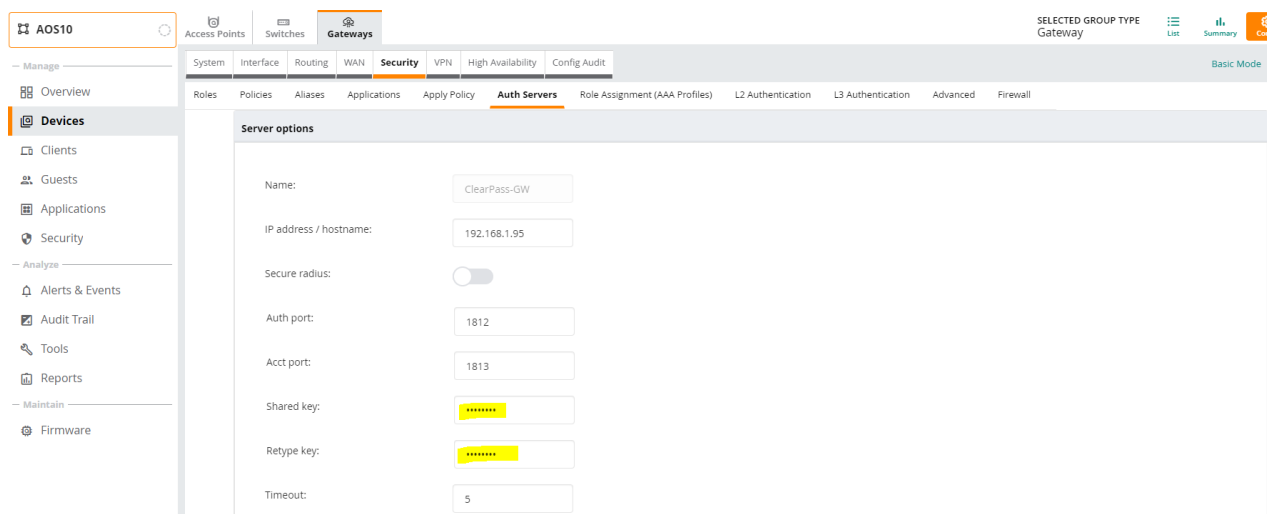 AOS10
Access Points
Switches
Gateways
SELECTED GROUP TYPE
Gateway
List
Summary
Manage
Overview
Devices
Clients
Guests
Applications
Security
Analyze
Alerts & Events
Audit Trail
Tools
Reports
Maintain
Firmware
System Interface Routing WAN Security VPN High Availability Config Audit
Basic Mode
Roles Policies Aliases Applications Apply Policy Auth Servers Role Assignment (AAA Profiles) L2 Authentication L3 Authentication Advanced Firewall
Server options
Name: ClearPass-GW
IP address / hostname: 192.168.1.95
Secure radius:
Auth port: 1812
Acct port: 1813
Shared key: ••••••••
Retype key: ••••••••
Timeout: 5